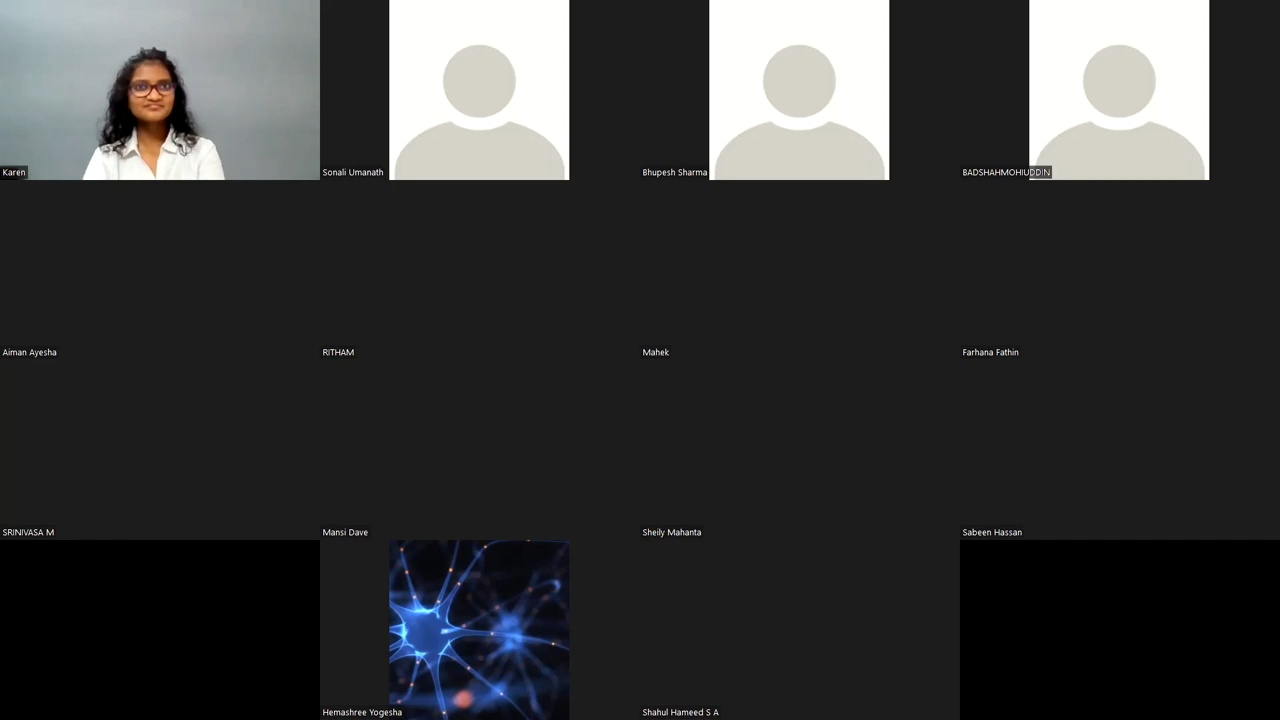 Karen
Sonali Umanath
Bhupesh Sharma
BADSHAHMOHIUDDIN
Aiman Ayesha
RITHAM
Mahek
Farhana Fathin
SRINIVASA M
Mansi Dave
Sheily Mahanta
Sabeen Hassan
Hemashree Yogesha
Shahul Hameed S A